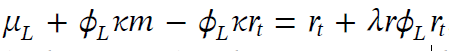 μ_L + ϕ_L κm − ϕ_L κr_t = r_t + λrϕ_L r_t